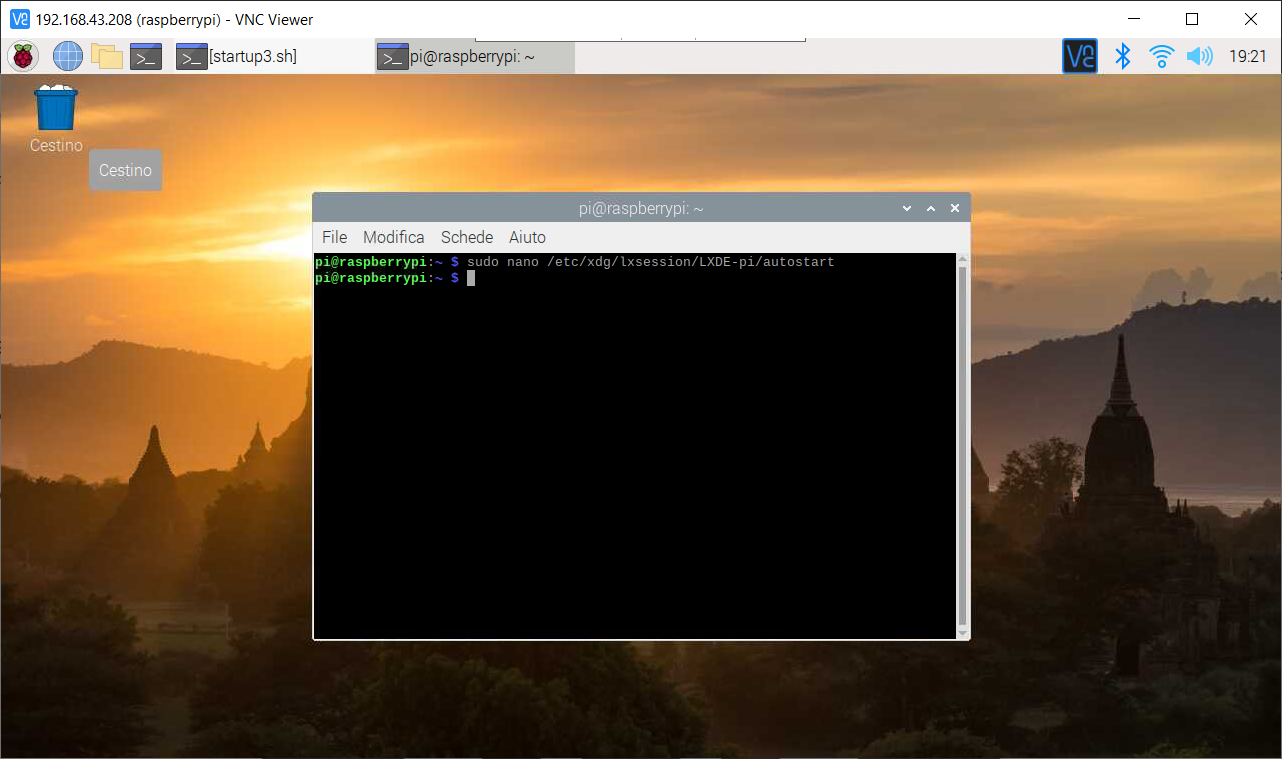 192.168.43.208 (raspberrypi) - VNC Viewer
[startup3.sh]
pi@raspberrypi: ~
19:21
Cestino
Cestino
pi@raspberrypi: ~
File Modifica Schede Aiuto
pi@raspberrypi:~ $ sudo nano /etc/xdg/lxsession/LXDE-pi/autostart
pi@raspberrypi:~ $